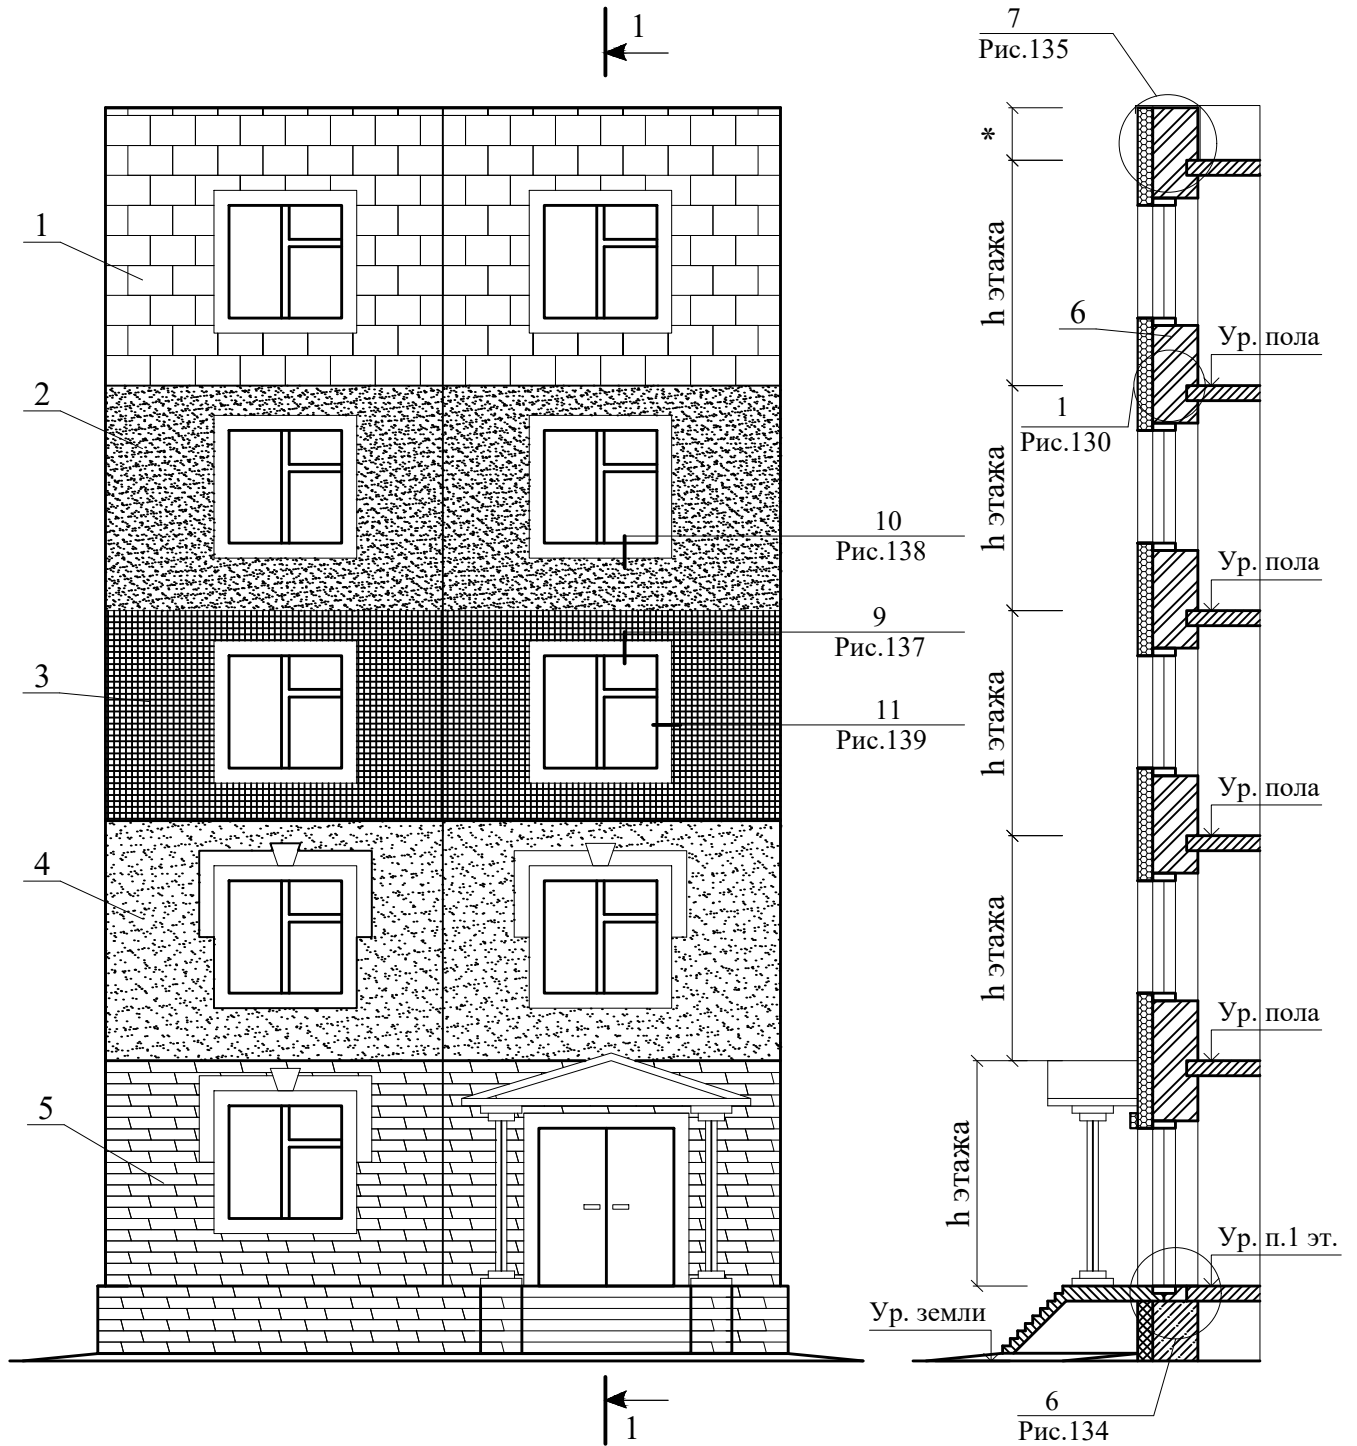 1
7
Рис.135
*
1
h этажа
6
Ур. пола
2
1
Рис.130
h этажа
10
Рис.138
Ур. пола
9
Рис.137
3
11
Рис.139
h этажа
Ур. пола
4
h этажа
Ур. пола
5
h этажа
Ур. п.1 эт.
Ур. земли
1
6
Рис.134